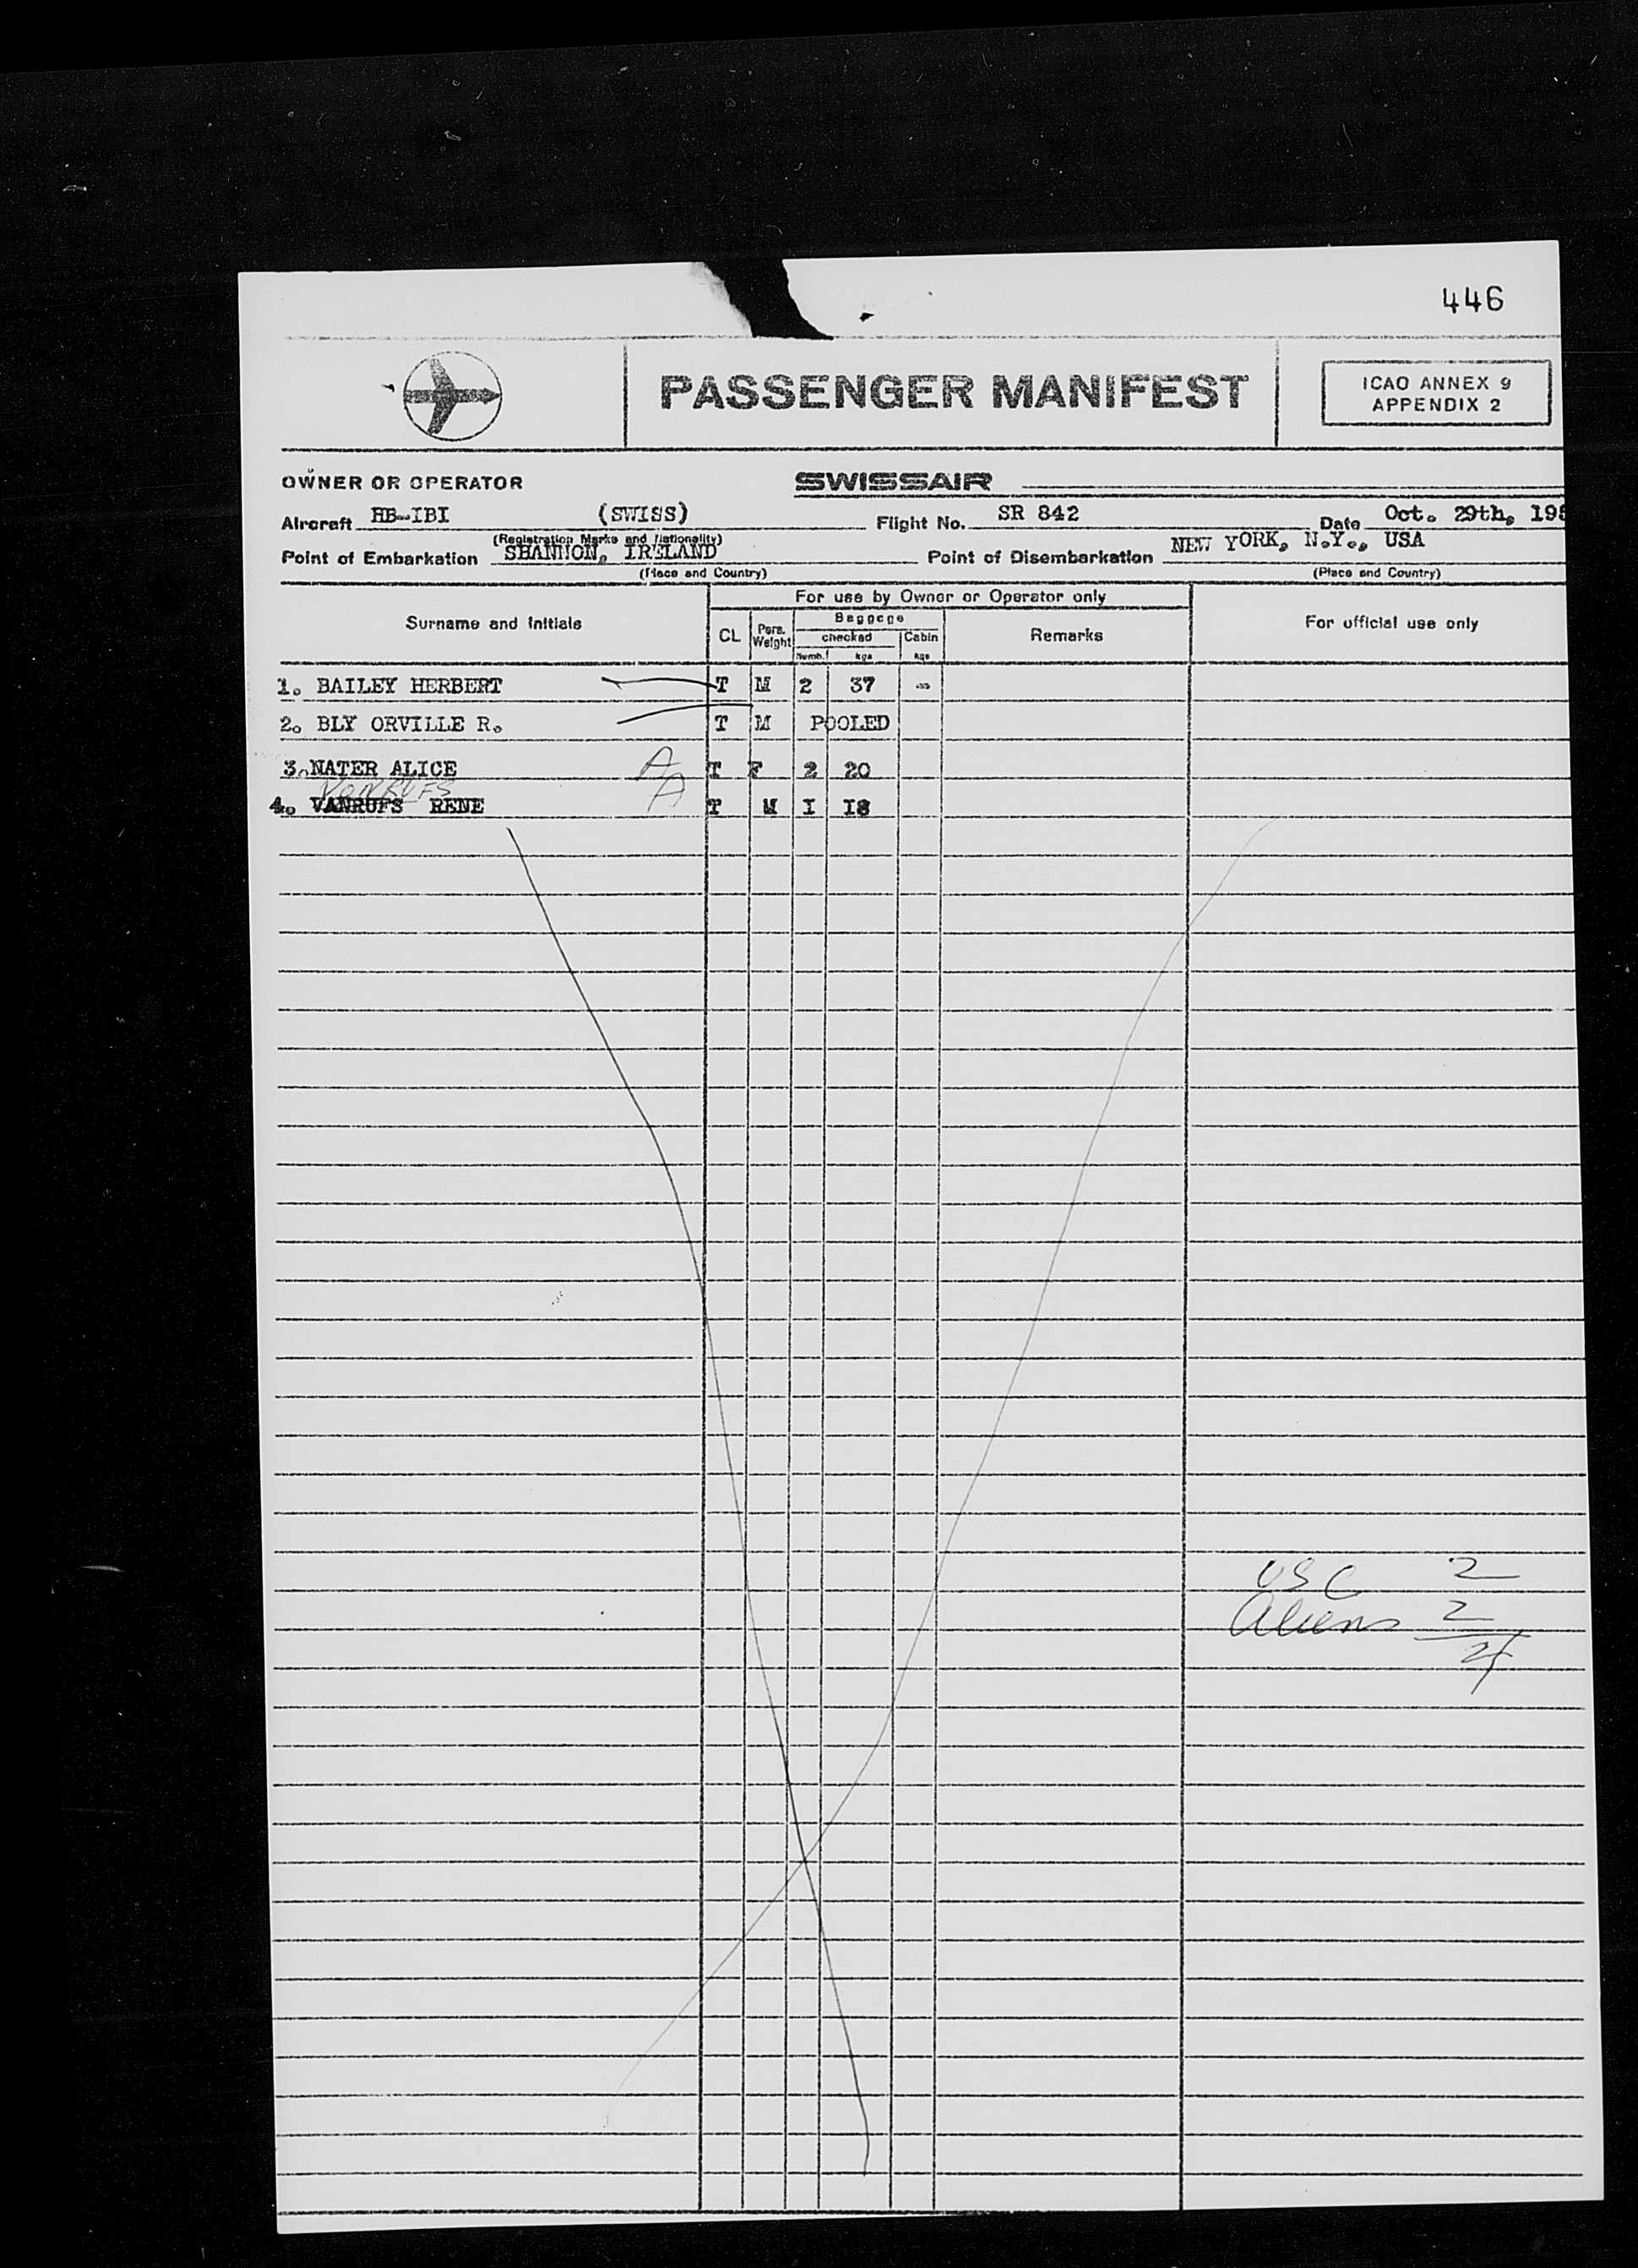 446
PASSENGER MANIFEST
ICAO ANNEX 9
APPENDIX 2
OWNER OR OPERATOR SWISSAIR
Aircraft HB-IBI (SWISS) Flight No. SR 842 Date Oct. 29th, 195
(Registration Marks and Nationality)
Point of Embarkation SHANNON, IRELAND Point of Disembarkation NEW YORK, N.Y., USA
(Place and Country) (Place and Country)
For use by Owner or Operator only
Surname and Initials CL Pers. Weight Baggage Remarks For official use only
checked Cabin
Numb. kgs kgs
1. BAILEY HERBERT T M 2 37 -
2. BLY ORVILLE R. T M POOLED
3. NATER ALICE A T F 2 20
VONRUFS
4. VANRUFS RENE A T M I I8
USC 2
Aliens 2
4